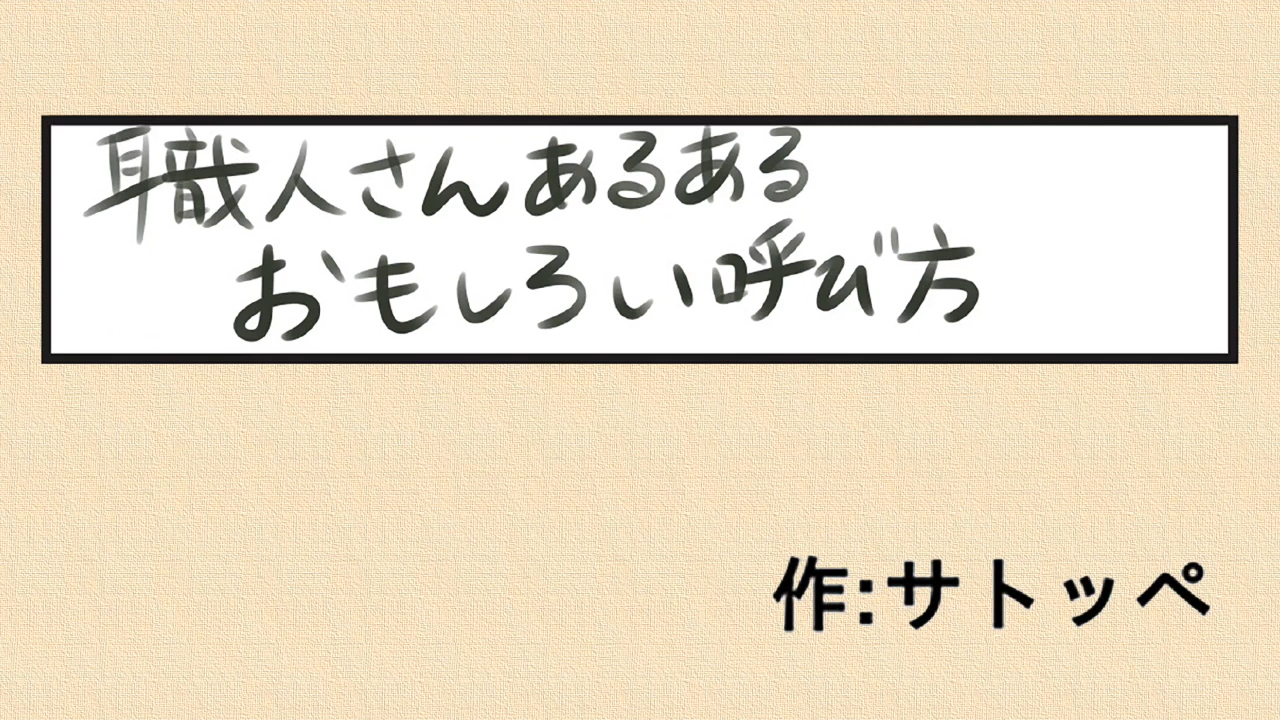 職人さんあるある
おもしろい呼び方
作:サトッペ